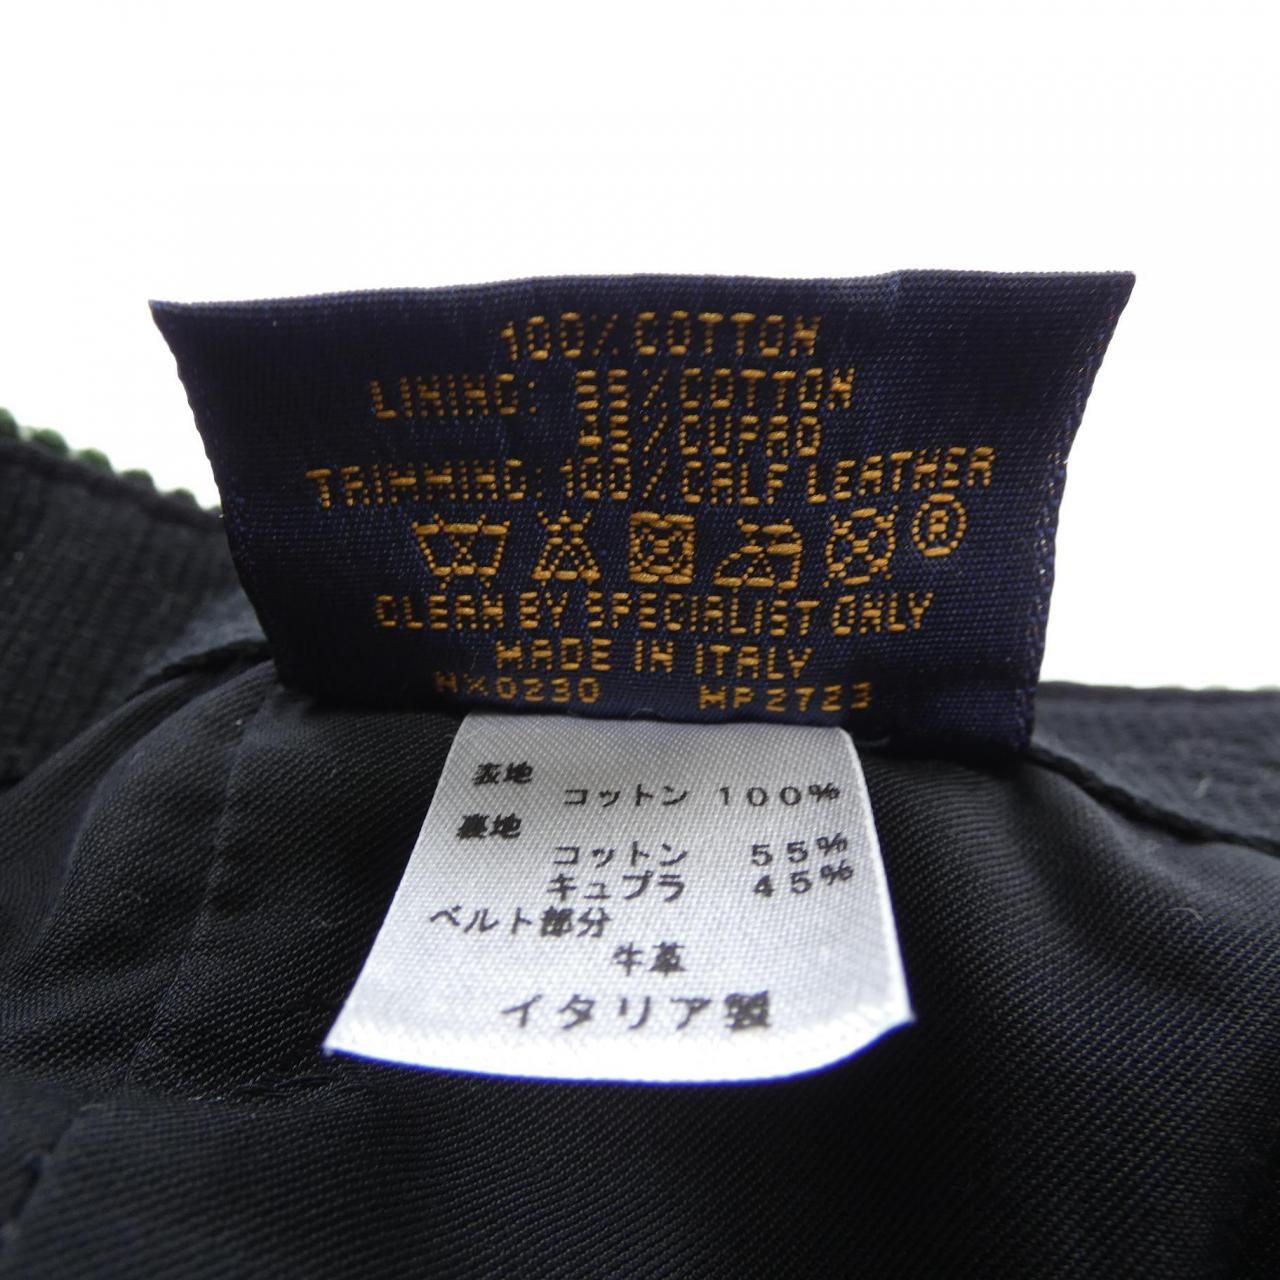 100% COTTON
LINING: 55% COTTON
45% CUPRO
TRIMMING: 100% CALF LEATHER
®
CLEAN BY SPECIALIST ONLY
MADE IN ITALY
NX0230 MP2723
表地
コットン 100%
裏地
コットン 55%
キュプラ 45%
ベルト部分
牛革
イタリア製